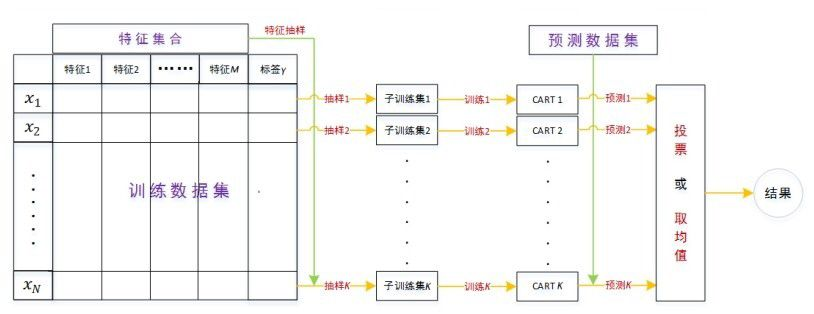 特征集合
特征抽样
预测数据集
特征1 特征2 ⋯⋯ 特征M 标签y
x₁ 抽样1 子训练集1 训练1 CART 1 预测1
x₂ 抽样2 子训练集2 训练2 CART 2 预测2
训练数据集
投票或取均值
结果
x_N 抽样K 子训练集K 训练K CART K 预测K